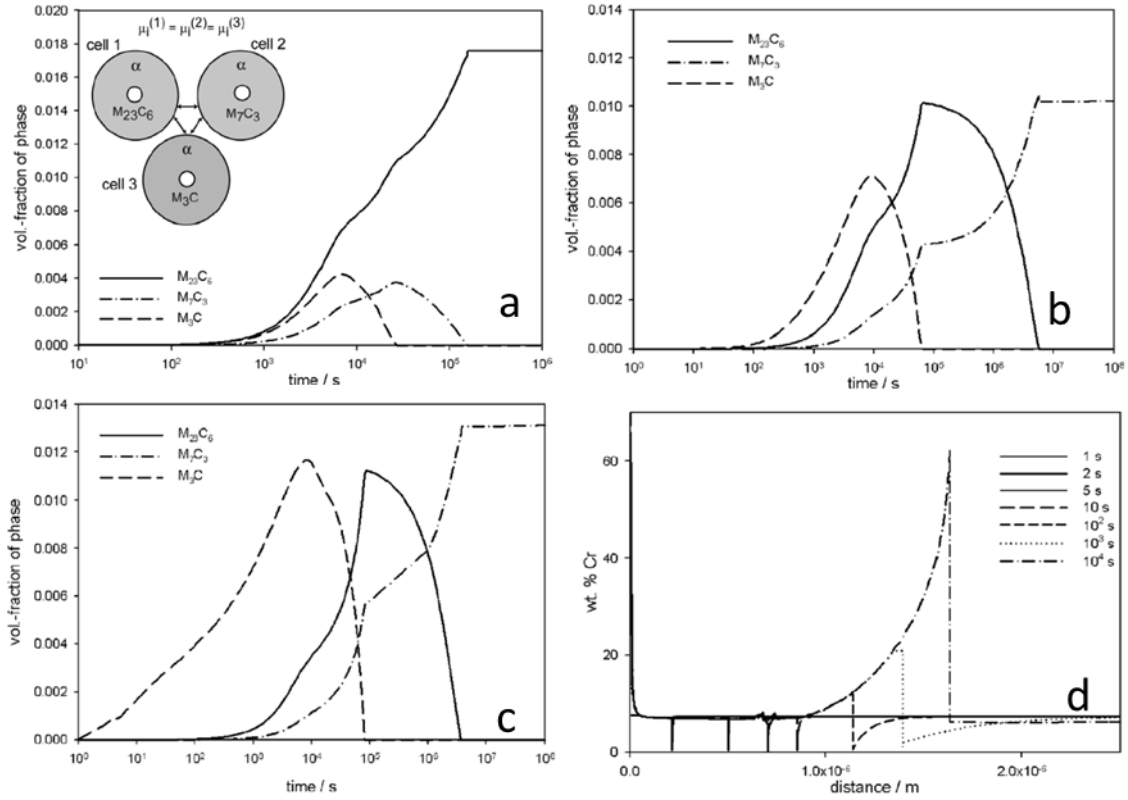 μᵢ⁽¹⁾ = μᵢ⁽²⁾ = μᵢ⁽³⁾
cell 1
cell 2
α
α
M₂₃C₆
M₇C₃
α
cell 3
M₃C
vol.-fraction of phase
0.020
0.018
0.016
0.014
0.012
0.010
0.008
0.006
0.004
0.002
0.000
M₂₃C₆
M₇C₃
M₃C
a
10¹ 10² 10³ 10⁴ 10⁵ 10⁶
time / s
vol.-fraction of phase
0.014
0.012
0.010
0.008
0.006
0.004
0.002
0.000
M₂₃C₆
M₇C₃
M₃C
b
10⁰ 10¹ 10² 10³ 10⁴ 10⁵ 10⁶ 10⁷ 10⁸
time / s
vol.-fraction of phase
0.014
0.012
0.010
0.008
0.006
0.004
0.002
0.000
M₂₃C₆
M₇C₃
M₃C
c
10⁰ 10¹ 10² 10³ 10⁴ 10⁵ 10⁶ 10⁷ 10⁸
time / s
wt. % Cr
60
40
20
0
1 s
2 s
5 s
10 s
10² s
10³ s
10⁴ s
d
0.0 1.0x10⁻⁶ 2.0x10⁻⁶
distance / m